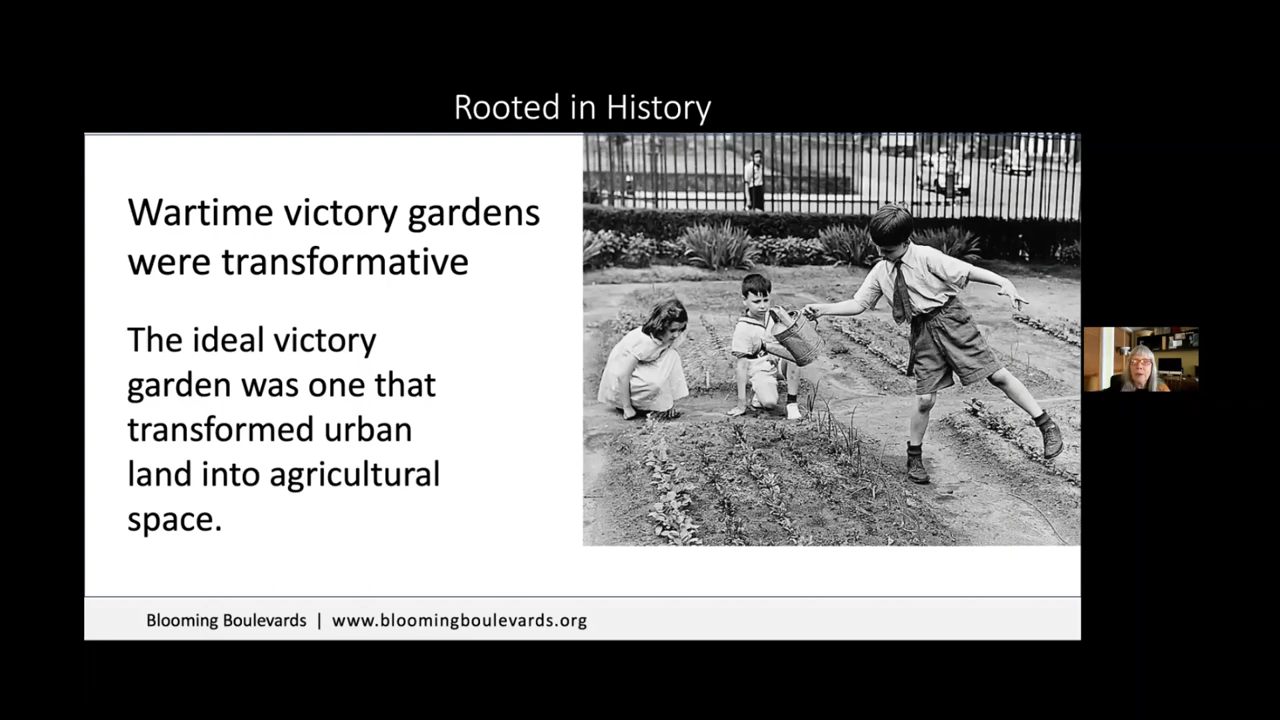 Rooted in History
Wartime victory gardens
were transformative
The ideal victory
garden was one that
transformed urban
land into agricultural
space.
Blooming Boulevards | www.bloomingboulevards.org